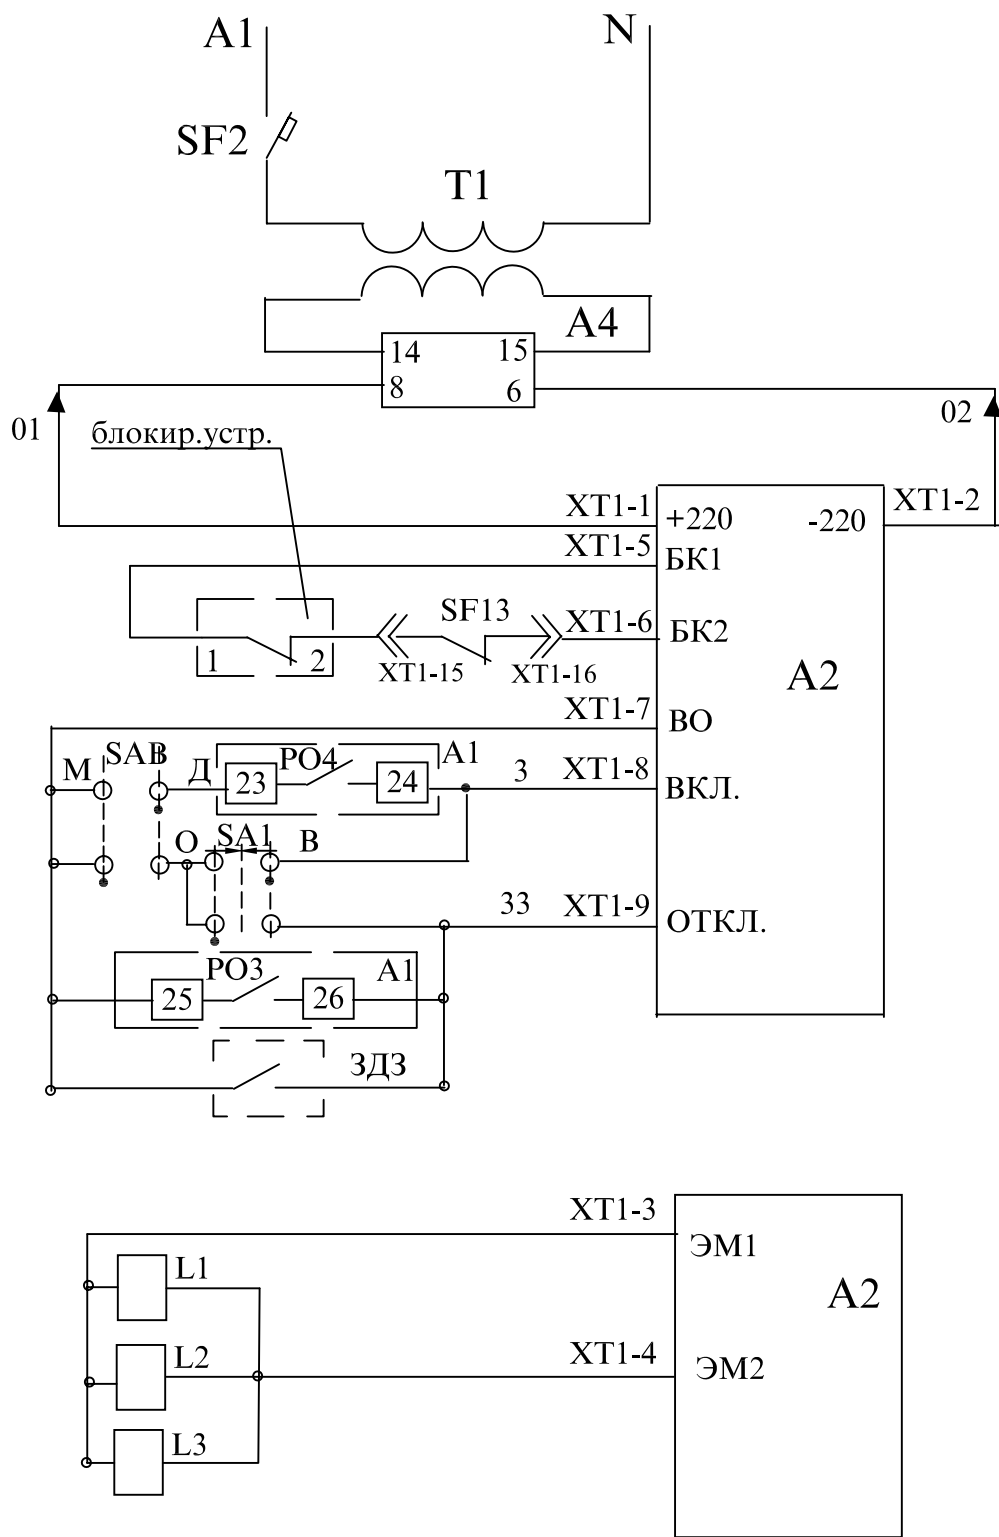 A1 N
SF2
T1
A4
14 15
8 6
01
02
блокир.устр.
XT1-1 +220 -220 XT1-2
XT1-5 БК1
SF13 XT1-6 БК2
1 2 XT1-15 XT1-16
A2
XT1-7 ВО
М SAB Д 23 РО4 24 A1 3 XT1-8 ВКЛ.
О SA1 В
33 XT1-9 ОТКЛ.
25 РО3 26 A1
ЗДЗ
XT1-3 ЭМ1
L1 A2
L2 XT1-4 ЭМ2
L3